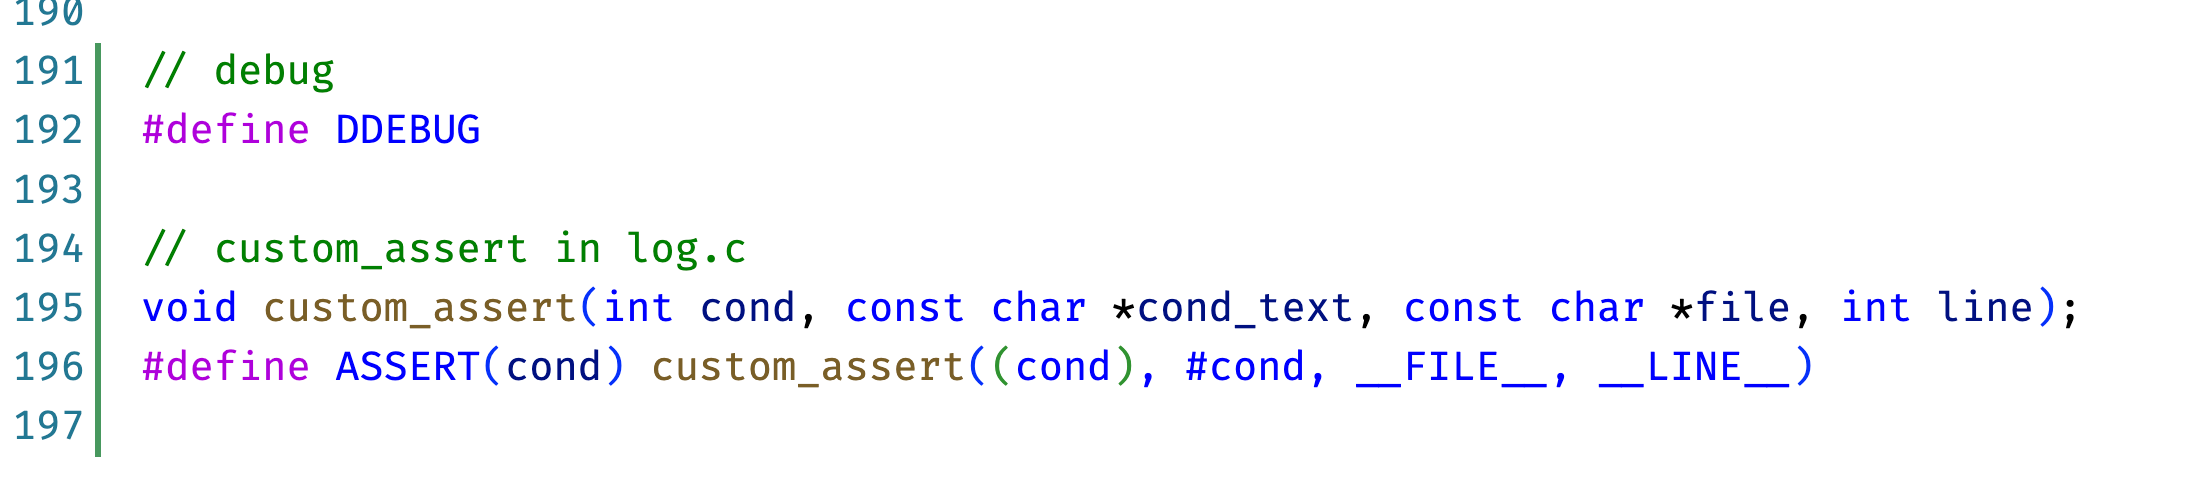 190
191 // debug
192 #define DDEBUG
193
194 // custom_assert in log.c
195 void custom_assert(int cond, const char *cond_text, const char *file, int line);
196 #define ASSERT(cond) custom_assert((cond), #cond, __FILE__, __LINE__)
197